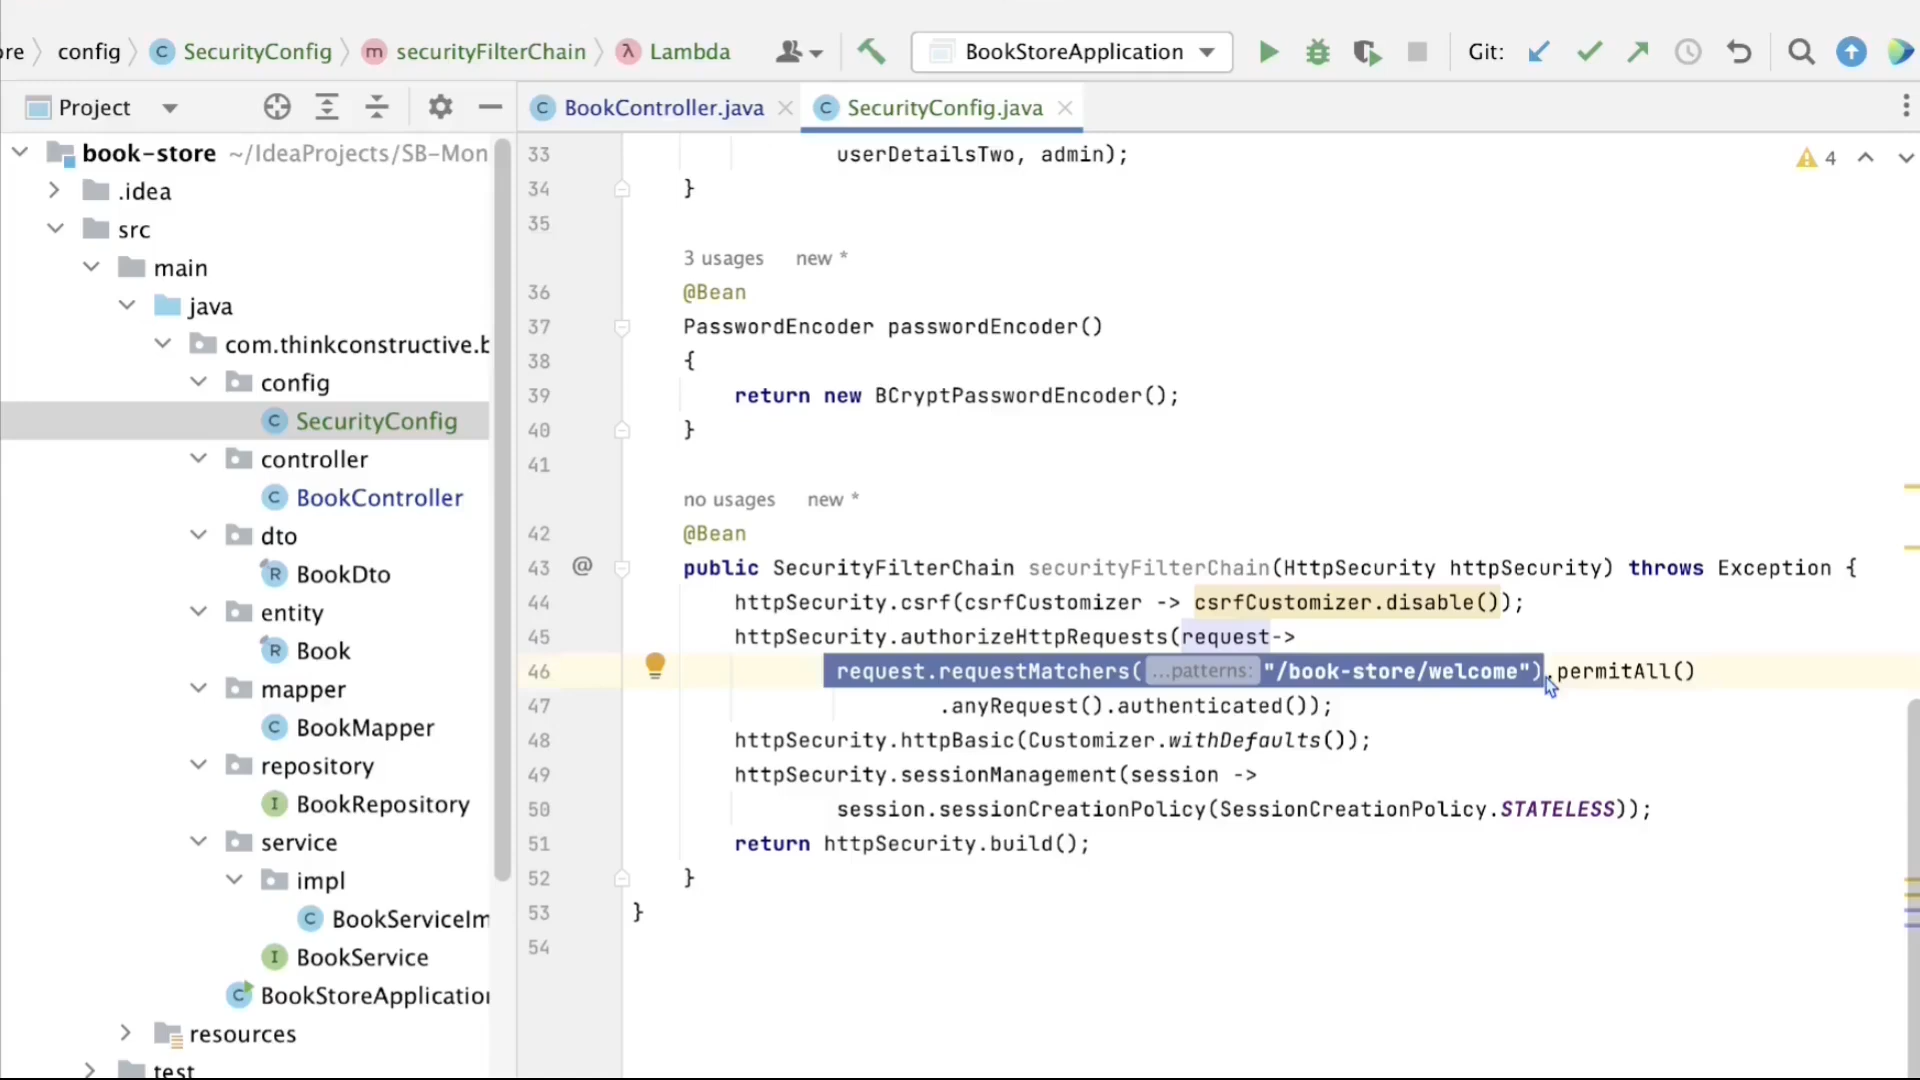 ore config SecurityConfig securityFilterChain Lambda BookStoreApplication Git:
Project
BookController.java SecurityConfig.java
book-store ~/IdeaProjects/SB-Mon
.idea
src
main
java
com.thinkconstructive.b
config
SecurityConfig
controller
BookController
dto
BookDto
entity
Book
mapper
BookMapper
repository
BookRepository
service
impl
BookServiceIm
BookService
BookStoreApplication
resources
test
4
33 userDetailsTwo, admin);
34 }
35
3 usages new *
36 @Bean
37 PasswordEncoder passwordEncoder()
38 {
39 return new BCryptPasswordEncoder();
40 }
41
no usages new *
42 @Bean
43 @ public SecurityFilterChain securityFilterChain(HttpSecurity httpSecurity) throws Exception {
44 httpSecurity.csrf(csrfCustomizer -> csrfCustomizer.disable());
45 httpSecurity.authorizeHttpRequests(request->
46 request.requestMatchers( ...patterns: "/book-store/welcome").permitAll()
47 .anyRequest().authenticated());
48 httpSecurity.httpBasic(Customizer.withDefaults());
49 httpSecurity.sessionManagement(session ->
50 session.sessionCreationPolicy(SessionCreationPolicy.STATELESS));
51 return httpSecurity.build();
52 }
53 }
54